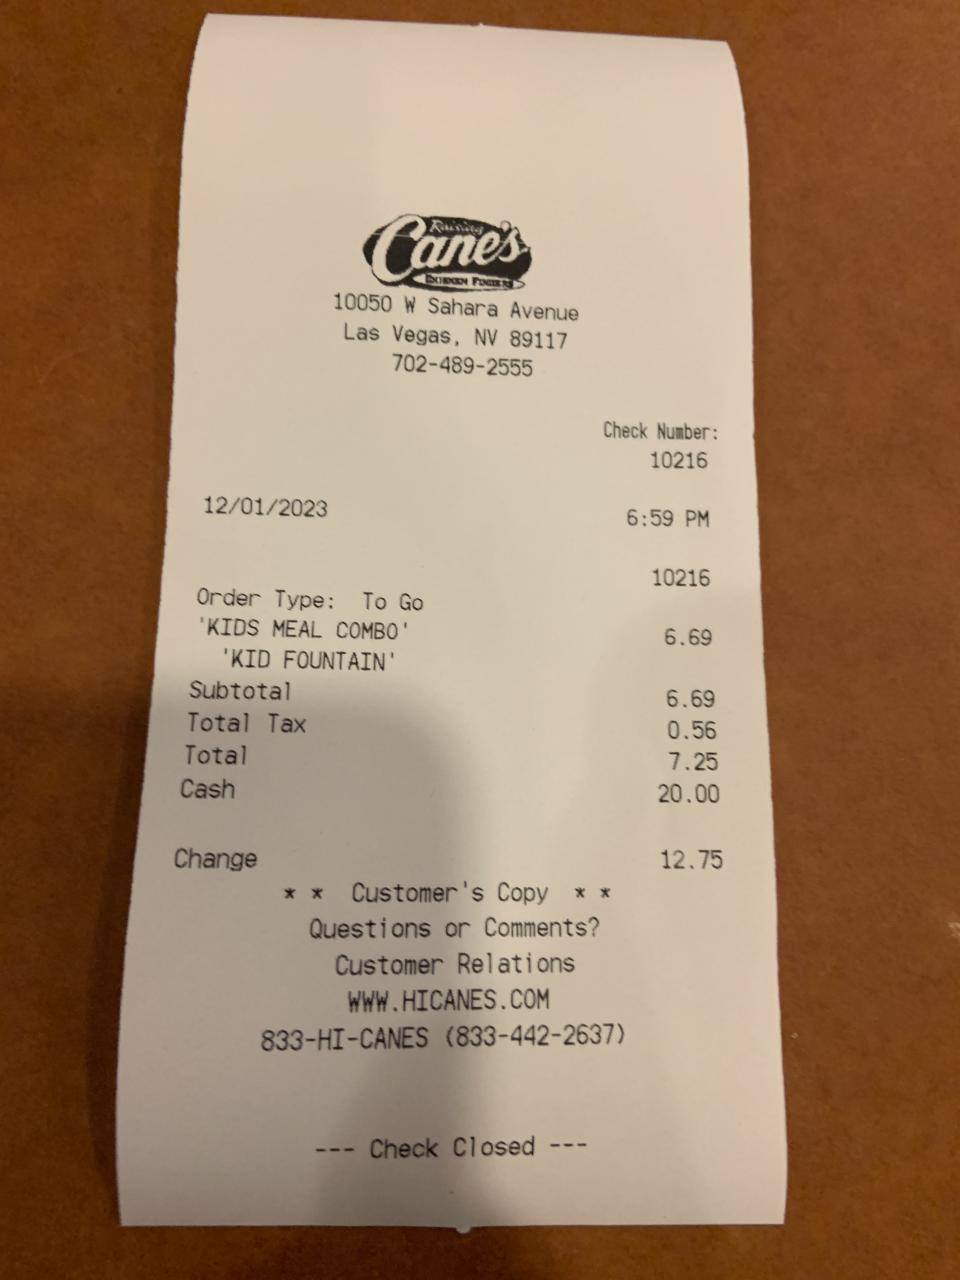 Raising
Cane's
CHICKEN FINGERS
10050 W Sahara Avenue
Las Vegas, NV 89117
702-489-2555
Check Number:
10216
12/01/2023 6:59 PM
10216
Order Type: To Go
'KIDS MEAL COMBO' 6.69
'KID FOUNTAIN'
Subtotal 6.69
Total Tax 0.56
Total 7.25
Cash 20.00
Change 12.75
* * Customer's Copy * *
Questions or Comments?
Customer Relations
WWW.HICANES.COM
833-HI-CANES (833-442-2637)
--- Check Closed ---